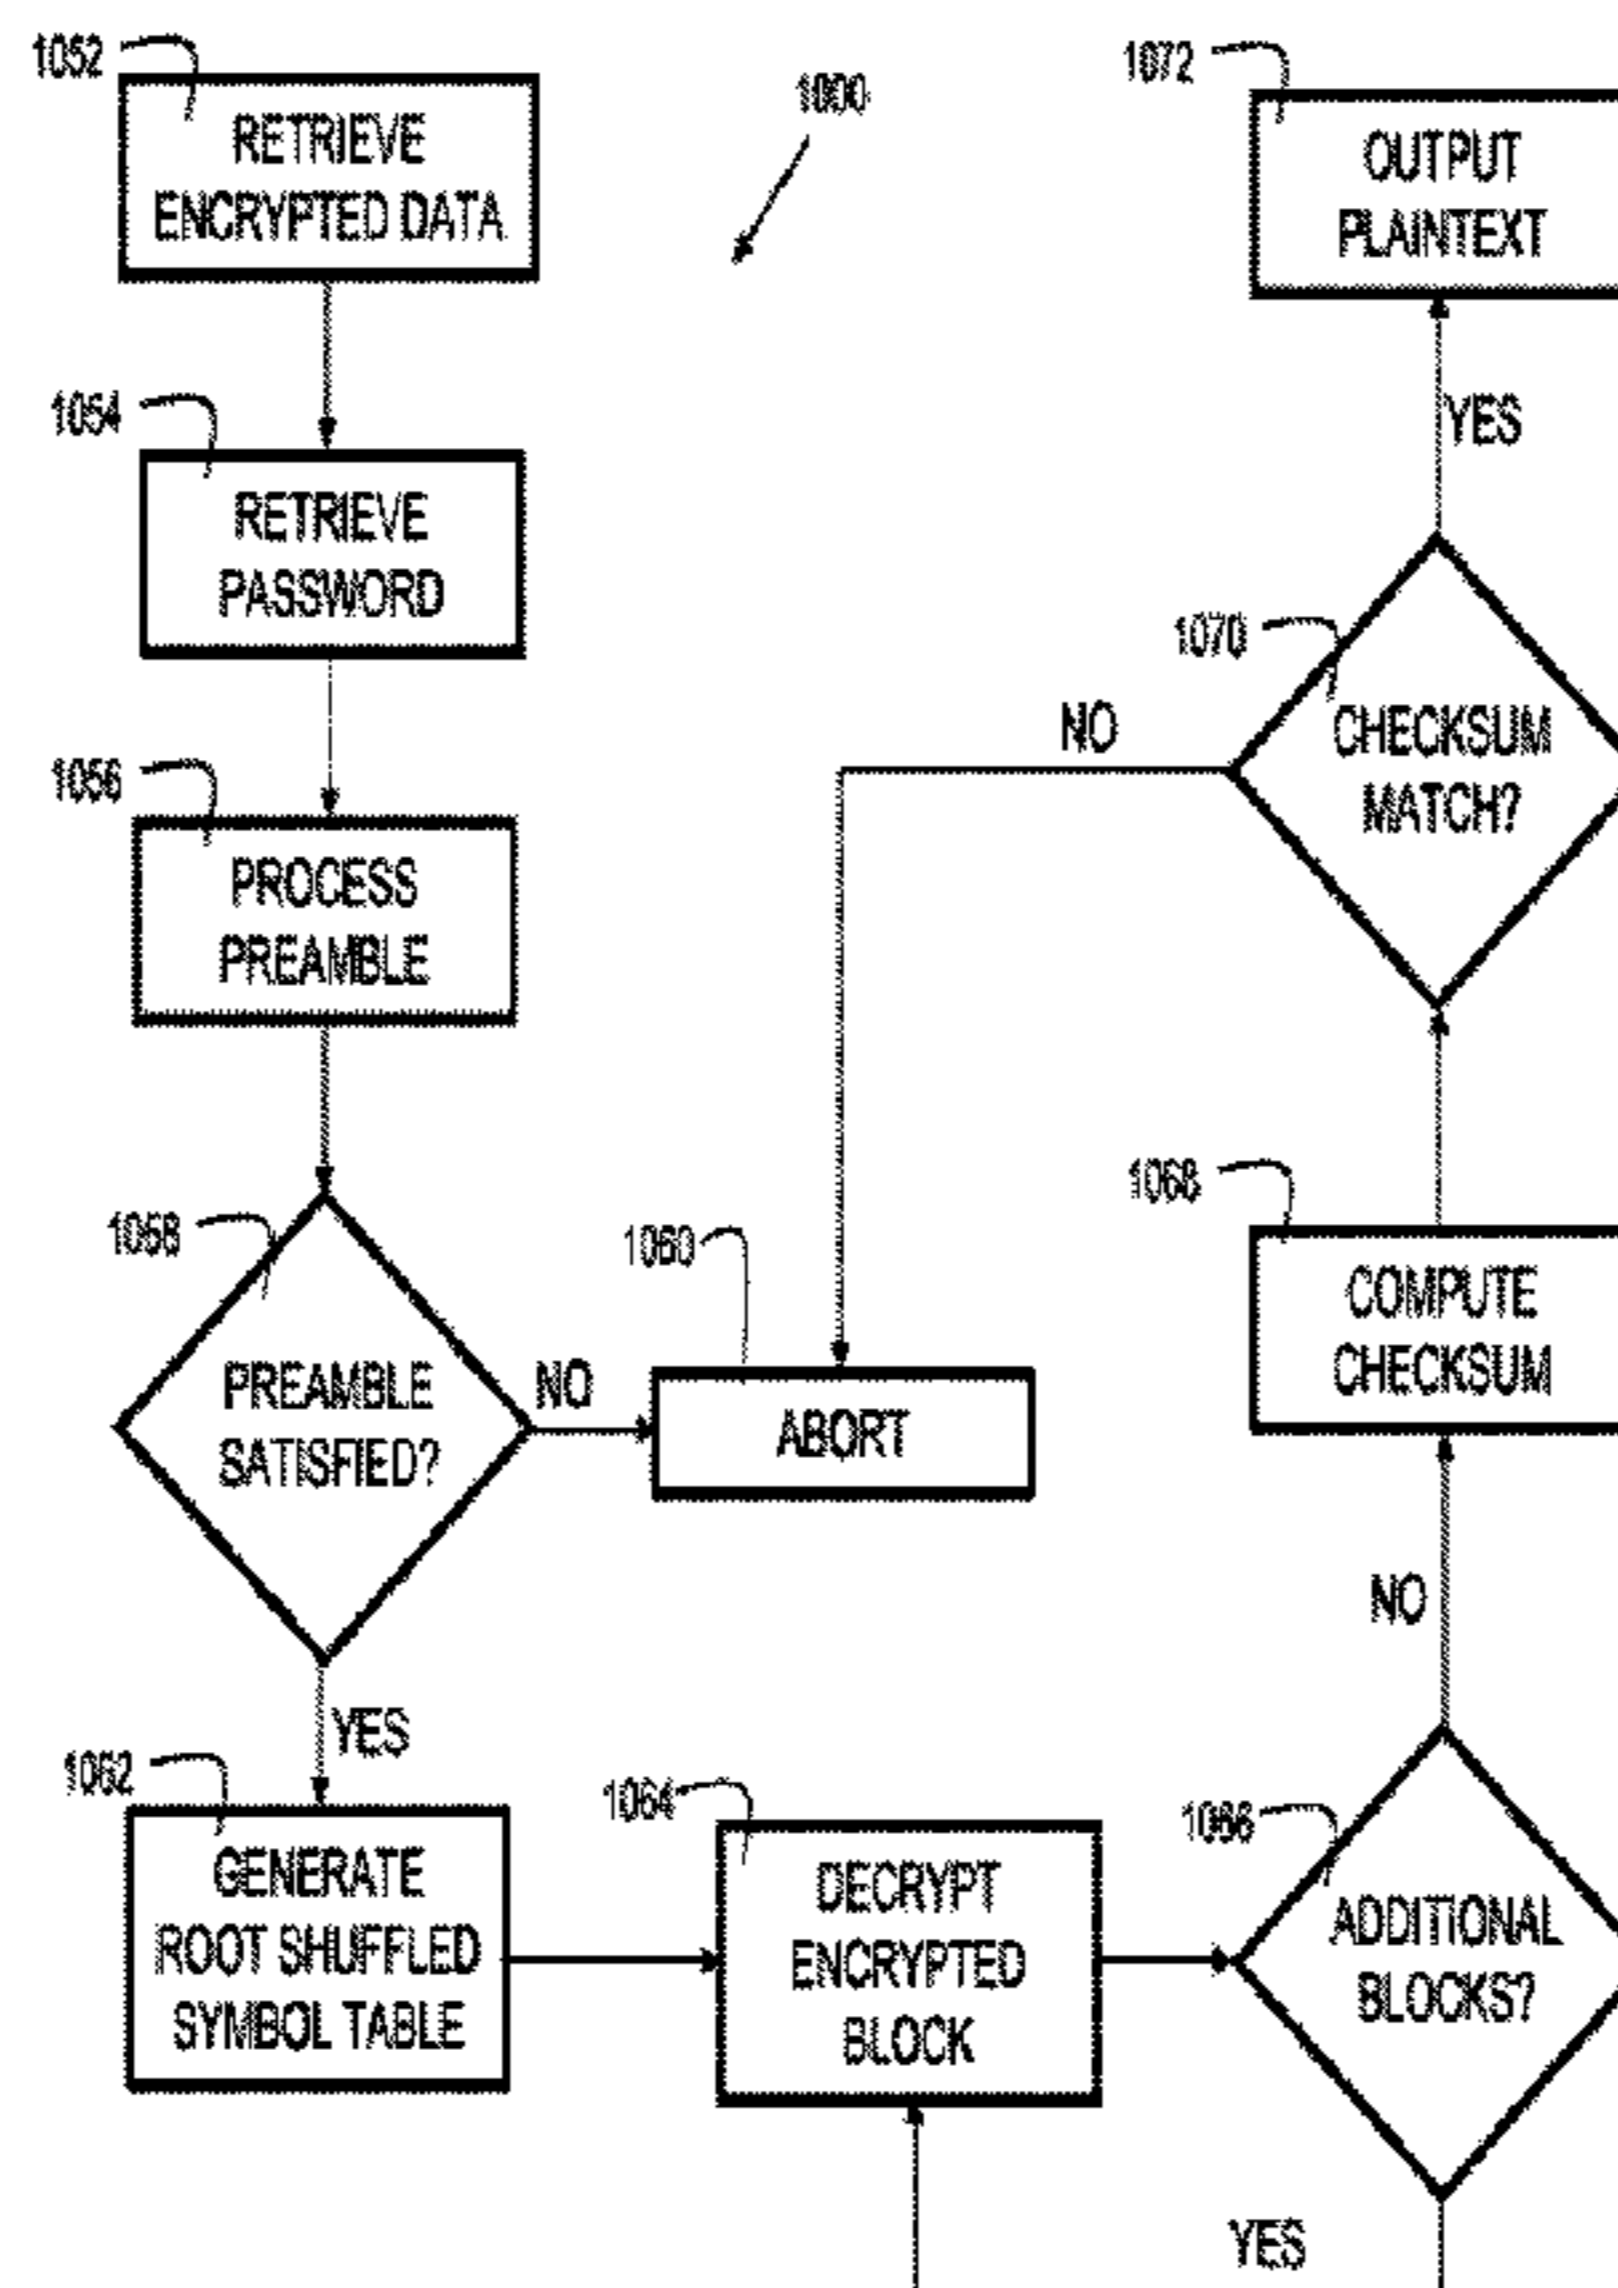 1052
RETRIEVE
ENCRYPTED DATA
1000
1054
RETRIEVE
PASSWORD
1056
PROCESS
PREAMBLE
1058
PREAMBLE
SATISFIED?
NO
1060
ABORT
YES
1062
GENERATE
ROOT SHUFFLED
SYMBOL TABLE
1064
DECRYPT
ENCRYPTED
BLOCK
1066
ADDITIONAL
BLOCKS?
YES
NO
1068
COMPUTE
CHECKSUM
1070
CHECKSUM
MATCH?
NO
YES
1072
OUTPUT
PLAINTEXT